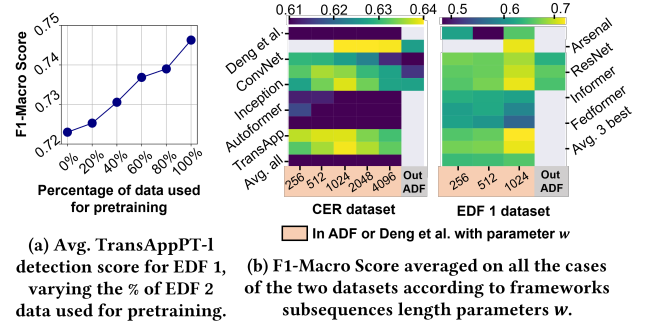 0.75
0.74
0.73
0.72
F1-Macro Score
0% 20% 40% 60% 80% 100%
Percentage of data used
for pretraining
(a) Avg. TransAppPT-l
detection score for EDF 1,
varying the % of EDF 2
data used for pretraining.
0.61 0.62 0.63 0.64
0.5 0.6 0.7
Deng et al.
ConvNet
Inception
Autoformer
TransApp
Avg. all
Arsenal
ResNet
Informer
Fedformer
Avg. 3 best
256 512 1024 2048 4096 Out ADF
256 512 1024 Out ADF
CER dataset
EDF 1 dataset
In ADF or Deng et al. with parameter w
(b) F1-Macro Score averaged on all the cases
of the two datasets according to frameworks
subsequences length parameters w.